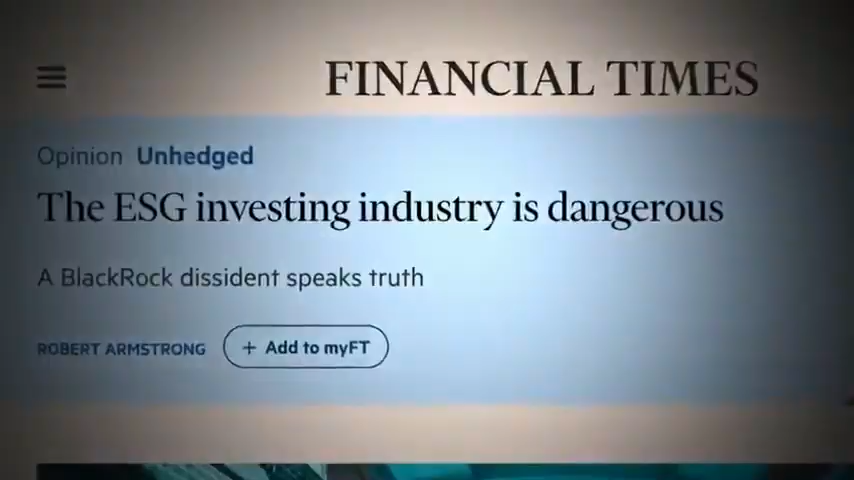 FINANCIAL TIMES
Opinion Unhedged
The ESG investing industry is dangerous
A BlackRock dissident speaks truth
ROBERT ARMSTRONG + Add to myFT